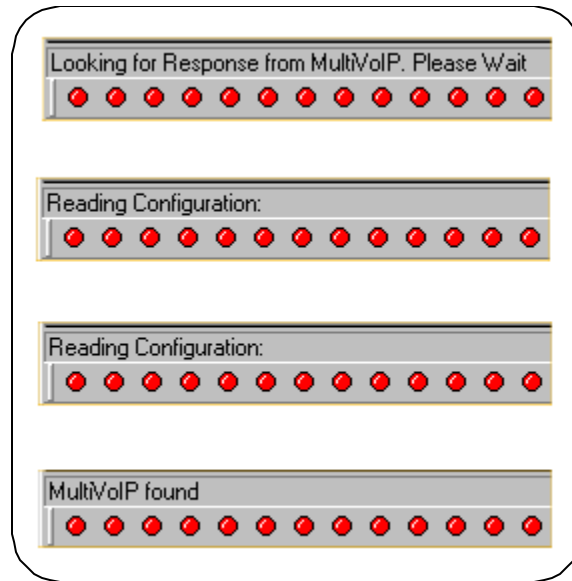 Looking for Response from MultiVoIP. Please Wait
Reading Configuration:
Reading Configuration:
MultiVoIP found